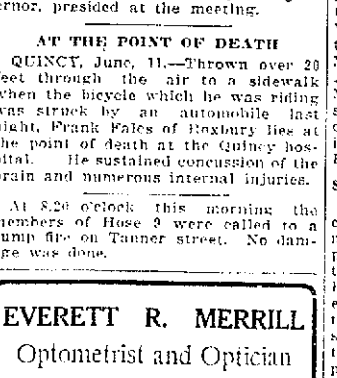 ernor, presided at the meeting.
AT THE POINT OF DEATH
QUINCY, June, 11.—Thrown over 20
feet through the air to a sidewalk
when the bicycle which he was riding
was struck by an automobile last
night, Frank Fales of Roxbury lies at
the point of death at the Quincy hos-
pital. He sustained concussion of the
brain and numerous internal injuries.
At 8.20 o'clock this morning the
members of Hose 9 were called to a
dump fire on Tanner street. No dam-
age was done.
EVERETT R. MERRILL
Optometrist and Optician